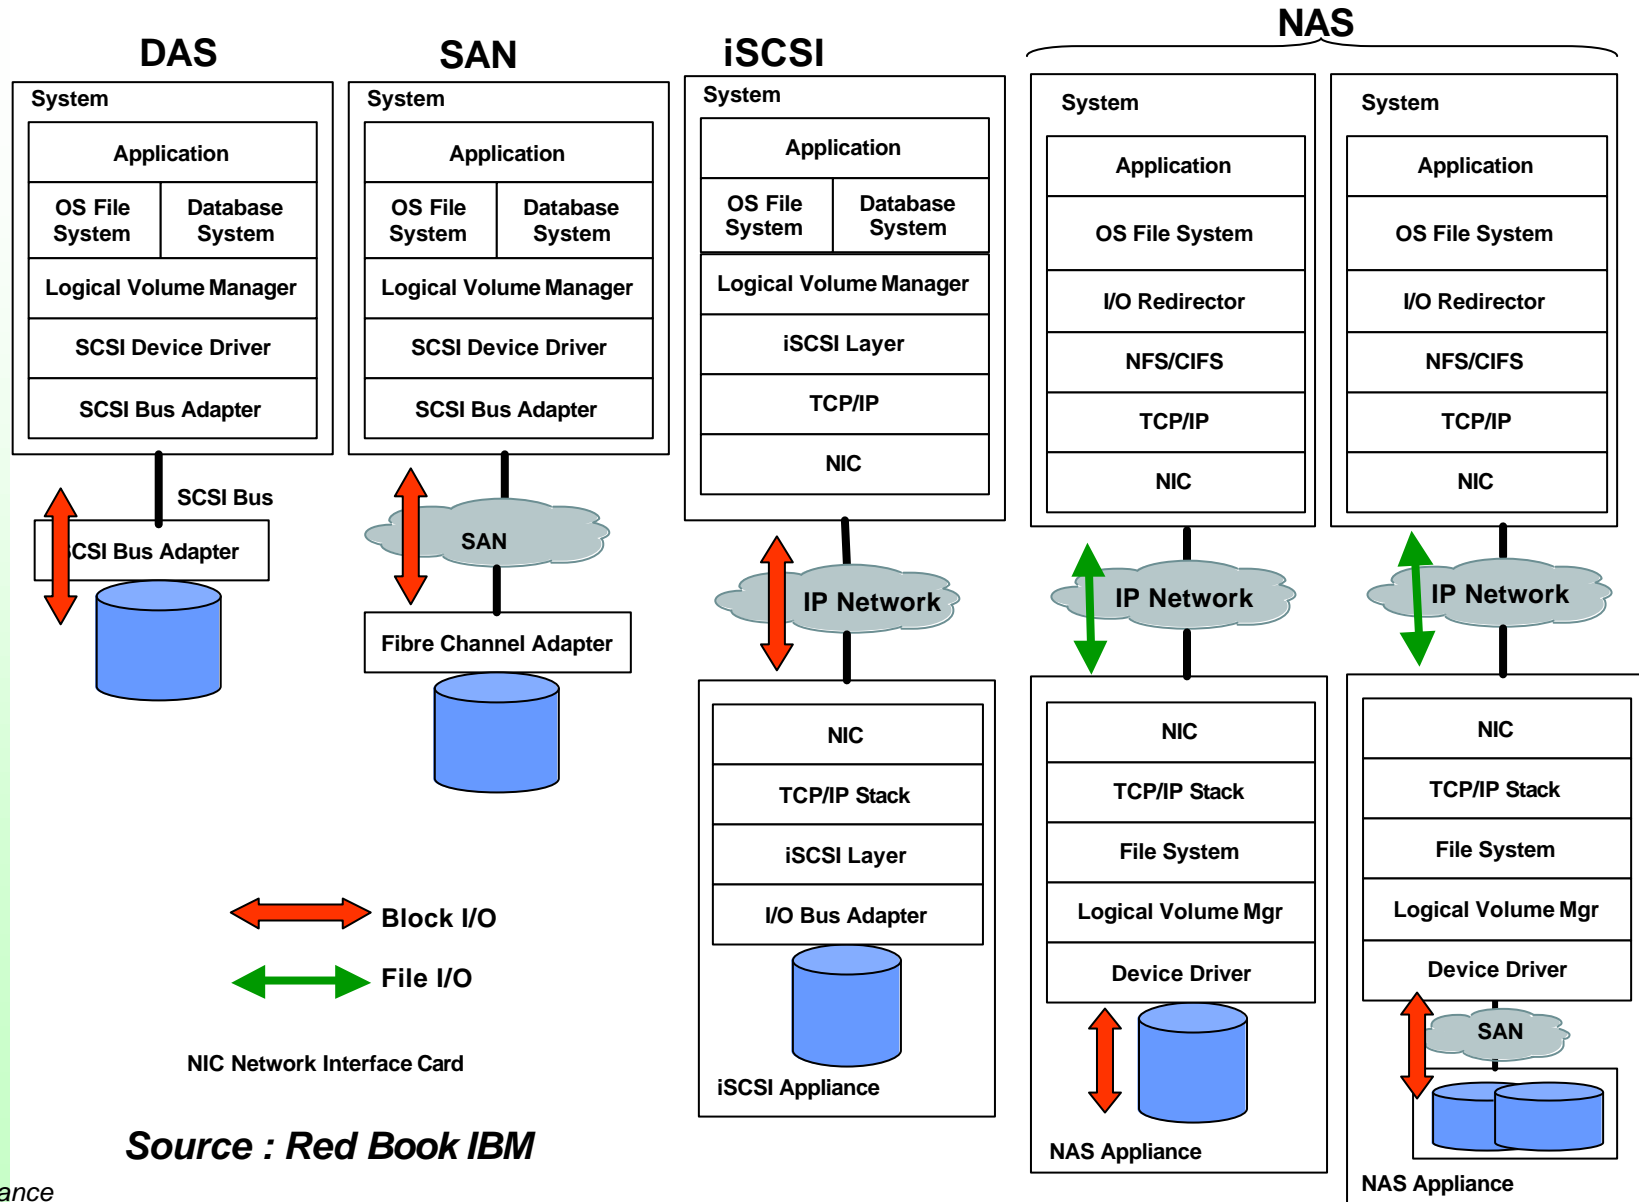 DAS
System
Application
OS File
System
Database
System
Logical Volume Manager
SCSI Device Driver
SCSI Bus Adapter
SCSI Bus
SCSI Bus Adapter
SAN
System
Application
OS File
System
Database
System
Logical Volume Manager
SCSI Device Driver
SCSI Bus Adapter
SAN
Fibre Channel Adapter
iSCSI
System
Application
OS File
System
Database
System
Logical Volume Manager
iSCSI Layer
TCP/IP
NIC
IP Network
NIC
TCP/IP Stack
iSCSI Layer
I/O Bus Adapter
iSCSI Appliance
NAS
System
Application
OS File System
I/O Redirector
NFS/CIFS
TCP/IP
NIC
IP Network
NIC
TCP/IP Stack
File System
Logical Volume Mgr
Device Driver
NAS Appliance
System
Application
OS File System
I/O Redirector
NFS/CIFS
TCP/IP
NIC
IP Network
NIC
TCP/IP Stack
File System
Logical Volume Mgr
Device Driver
SAN
NAS Appliance
Block I/O
File I/O
NIC Network Interface Card
Source : Red Book IBM